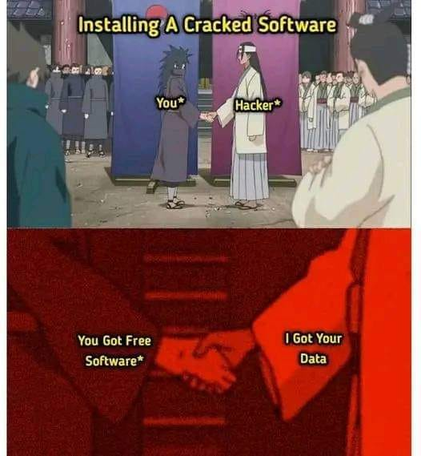 Installing A Cracked Software
You*
Hacker*
You Got Free
Software*
I Got Your
Data